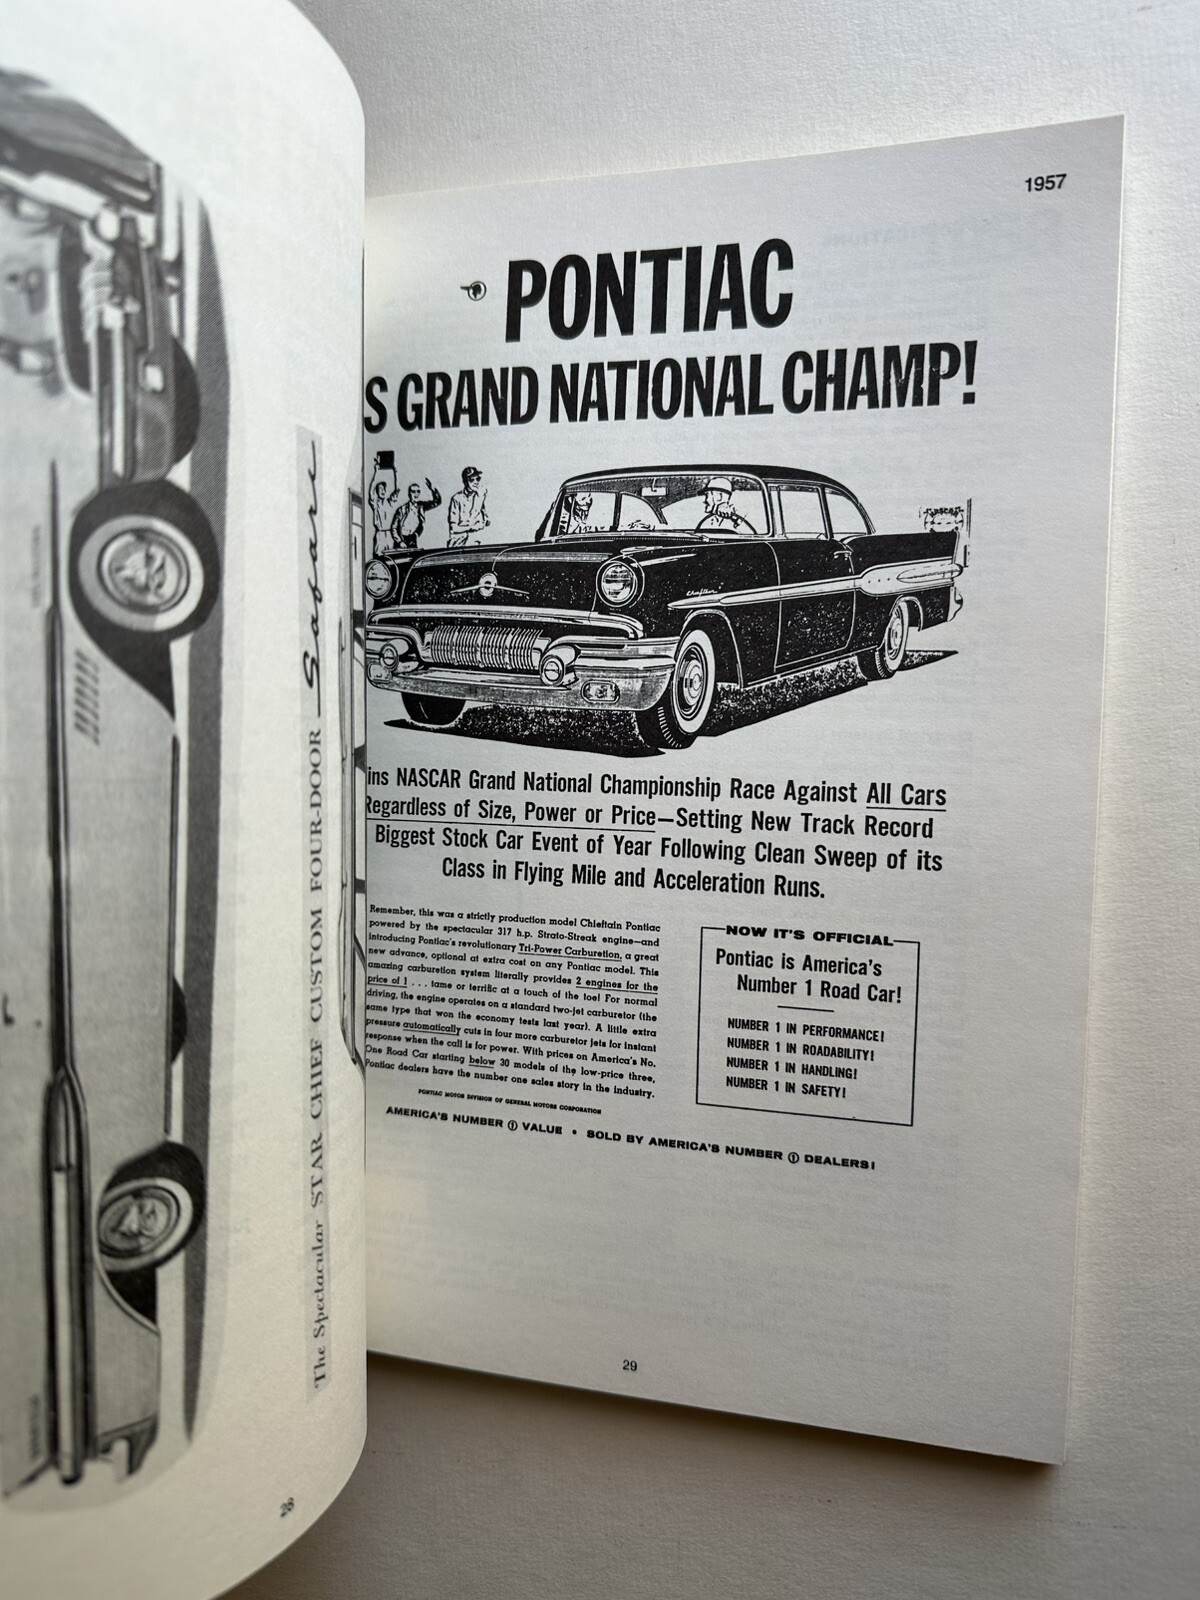 The Spectacular STAR CHIEF CUSTOM FOUR-DOOR Safari
28
1957
PONTIAC
S GRAND NATIONAL CHAMP!
Chieftain
NASCAR
ins NASCAR Grand National Championship Race Against All Cars
Regardless of Size, Power or Price—Setting New Track Record
Biggest Stock Car Event of Year Following Clean Sweep of its
Class in Flying Mile and Acceleration Runs.
Remember, this was a strictly production model Chieftain Pontiac
powered by the spectacular 317 h.p. Strato-Streak engine—and
introducing Pontiac's revolutionary Tri-Power Carburetion, a great
new advance, optional at extra cost on any Pontiac model. This
amazing carburetion system literally provides 2 engines for the
price of 1 . . . tame or terrific at a touch of the toe! For normal
driving, the engine operates on a standard two-jet carburetor (the
same type that won the economy tests last year). A little extra
pressure automatically cuts in four more carburetor jets for instant
response when the call is for power. With prices on America's No.
One Road Car starting below 30 models of the low-price three,
Pontiac dealers have the number one sales story in the industry.
PONTIAC MOTOR DIVISION OF GENERAL MOTORS CORPORATION
NOW IT'S OFFICIAL
Pontiac is America's
Number 1 Road Car!
NUMBER 1 IN PERFORMANCE!
NUMBER 1 IN ROADABILITY!
NUMBER 1 IN HANDLING!
NUMBER 1 IN SAFETY!
AMERICA'S NUMBER 1 VALUE • SOLD BY AMERICA'S NUMBER 1 DEALERS!
29